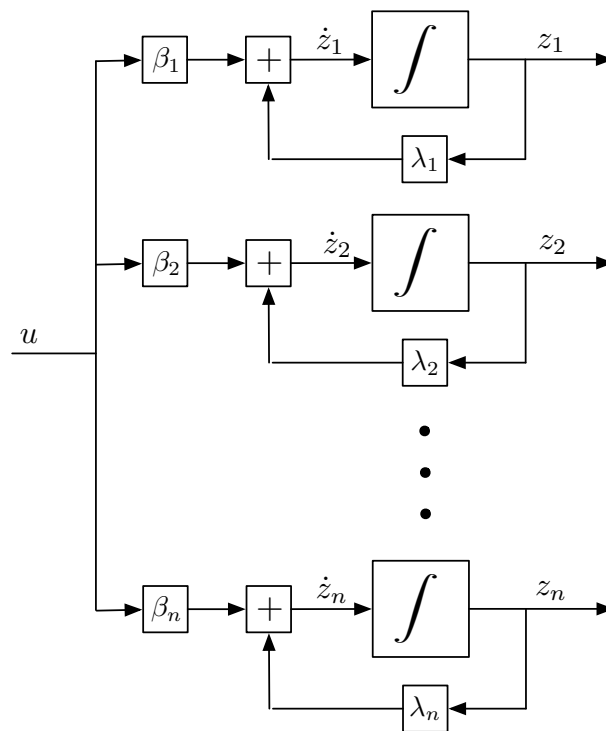 β₁ + ż₁ ∫ z₁
λ₁
β₂ + ż₂ ∫ z₂
u
λ₂
βₙ + żₙ ∫ zₙ
λₙ